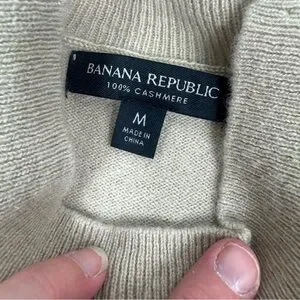 BANANA REPUBLIC
100% CASHMERE
M
MADE IN
CHINA